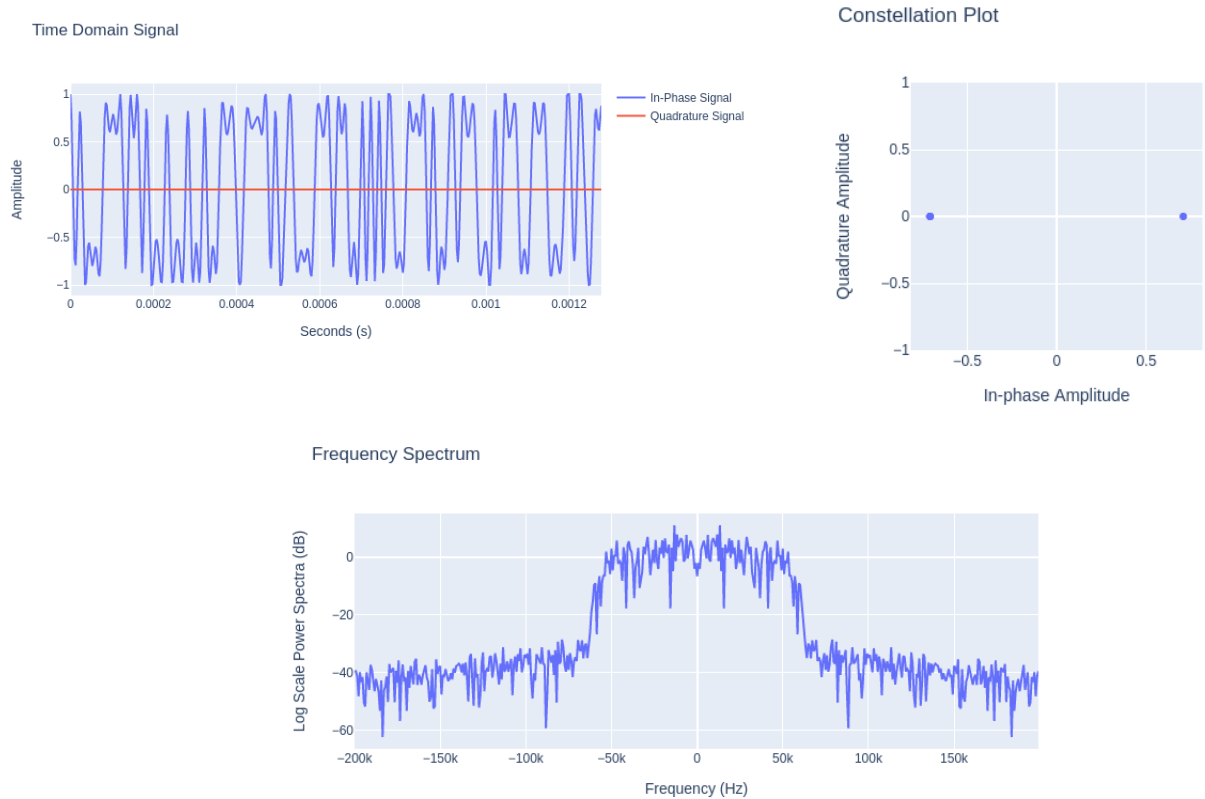 Time Domain Signal
Constellation Plot
1
0.5
0
−0.5
−1
Amplitude
0
0.0002
0.0004
0.0006
0.0008
0.001
0.0012
Seconds (s)
In-Phase Signal
Quadrature Signal
1
0.5
0
−0.5
−1
Quadrature Amplitude
−0.5
0
0.5
In-phase Amplitude
Frequency Spectrum
0
−20
−40
−60
Log Scale Power Spectra (dB)
−200k
−150k
−100k
−50k
0
50k
100k
150k
Frequency (Hz)